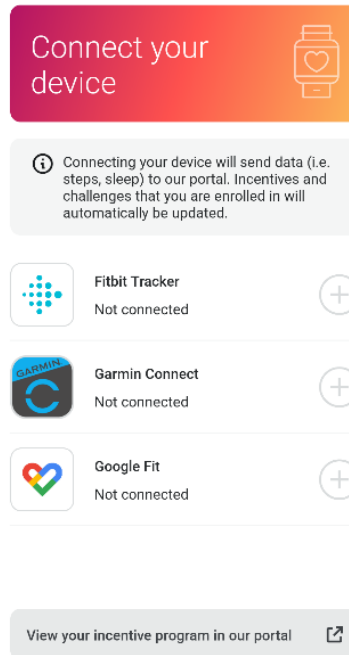 Connect your
device
Connecting your device will send data (i.e.
steps, sleep) to our portal. Incentives and
challenges that you are enrolled in will
automatically be updated.
Fitbit Tracker
Not connected
GARMIN
Garmin Connect
Not connected
Google Fit
Not connected
View your incentive program in our portal